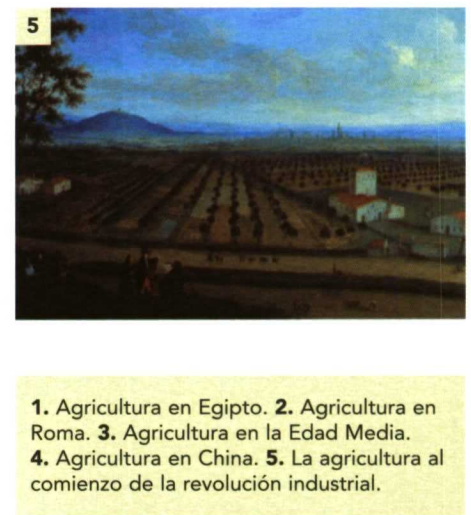 5
1. Agricultura en Egipto. 2. Agricultura en
Roma. 3. Agricultura en la Edad Media.
4. Agricultura en China. 5. La agricultura al
comienzo de la revolución industrial.